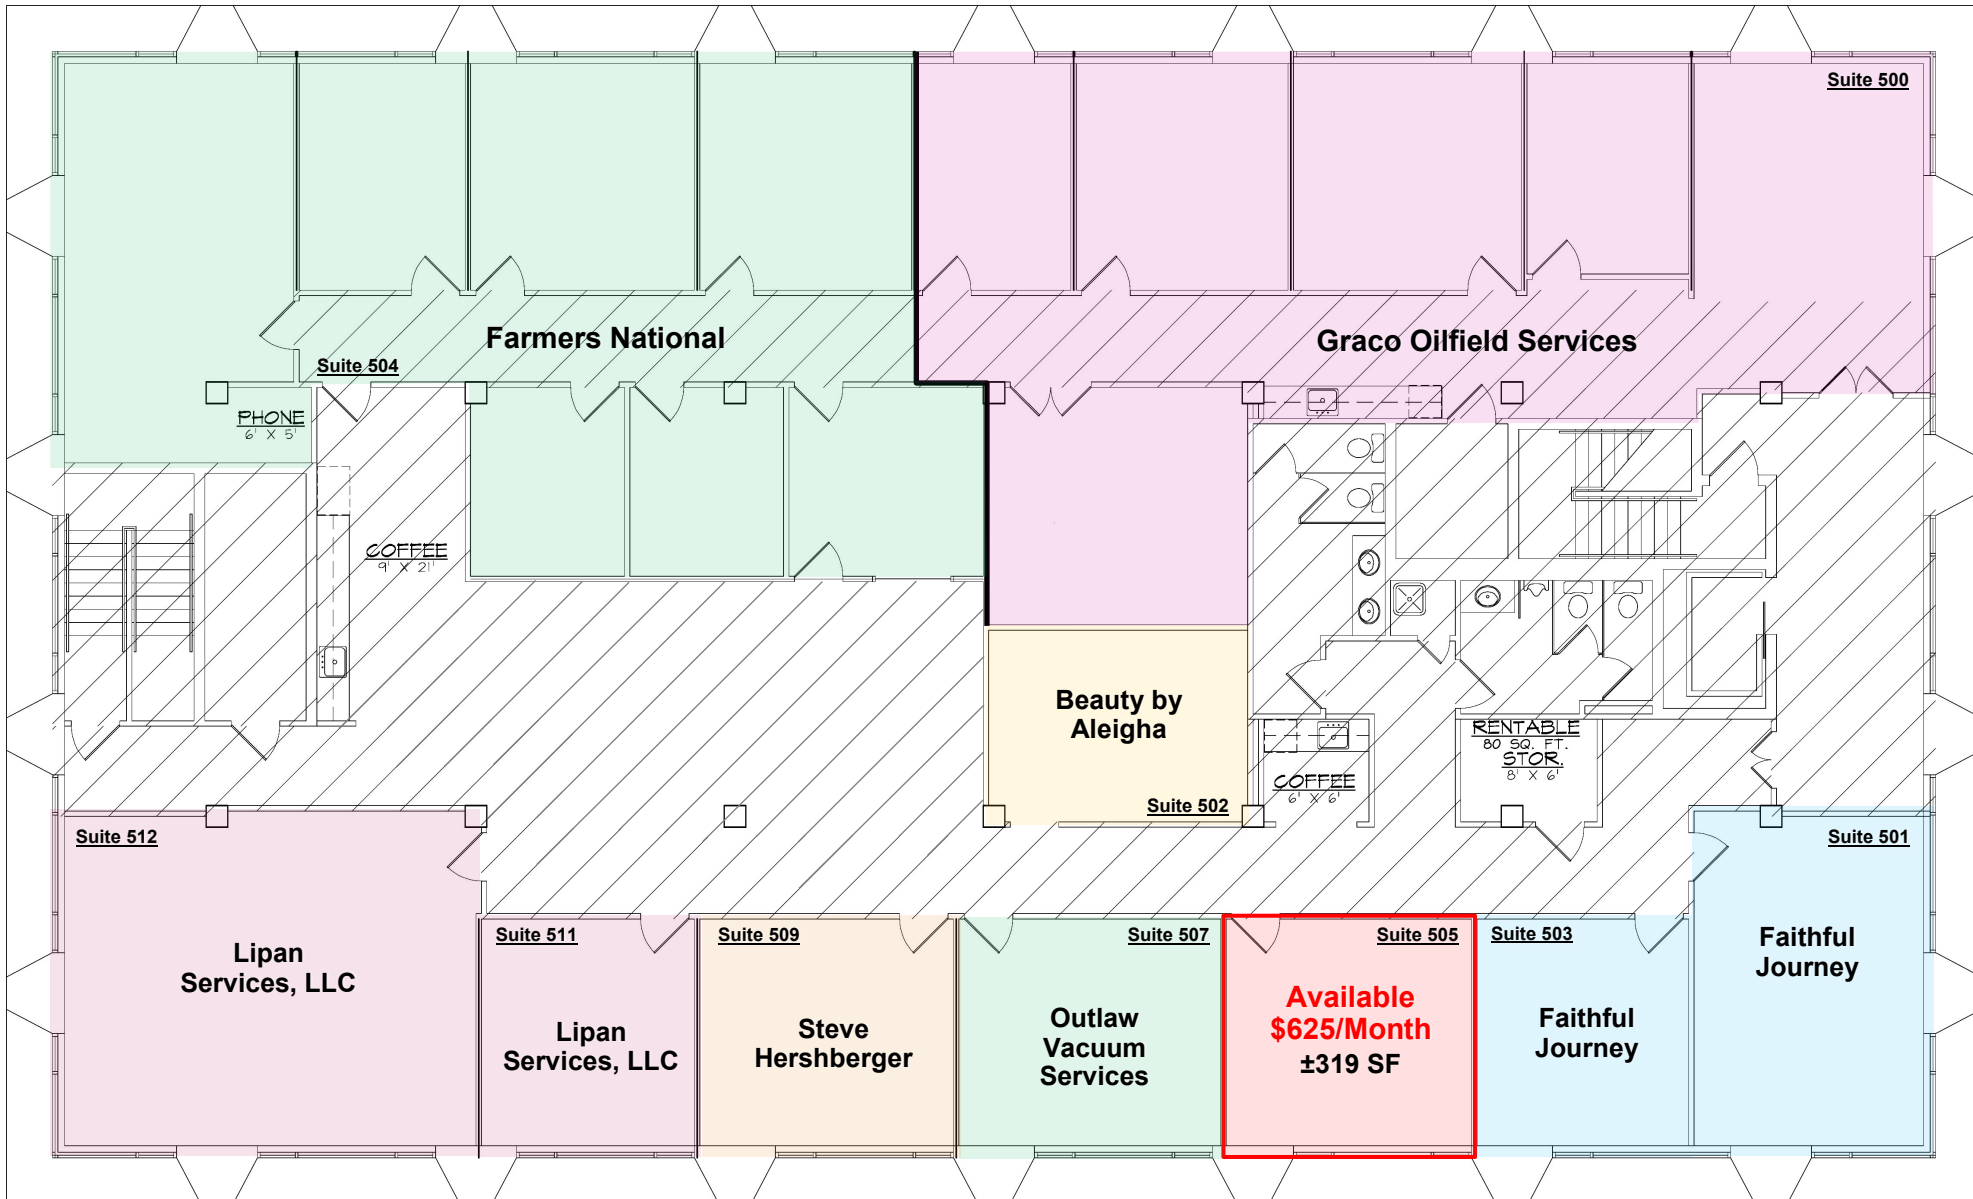 Suite 500
Farmers National
Graco Oilfield Services
Suite 504
PHONE
6' X 5'
COFFEE
9' X 21'
Beauty by
Aleigha
Suite 502
RENTABLE
80 SQ. FT.
STOR.
8' X 6'
COFFEE
6' X 6'
Suite 512
Lipan
Services, LLC
Suite 511
Lipan
Services, LLC
Suite 509
Steve
Hershberger
Suite 507
Outlaw
Vacuum
Services
Suite 505
Available
$625/Month
±319 SF
Suite 503
Faithful
Journey
Suite 501
Faithful
Journey